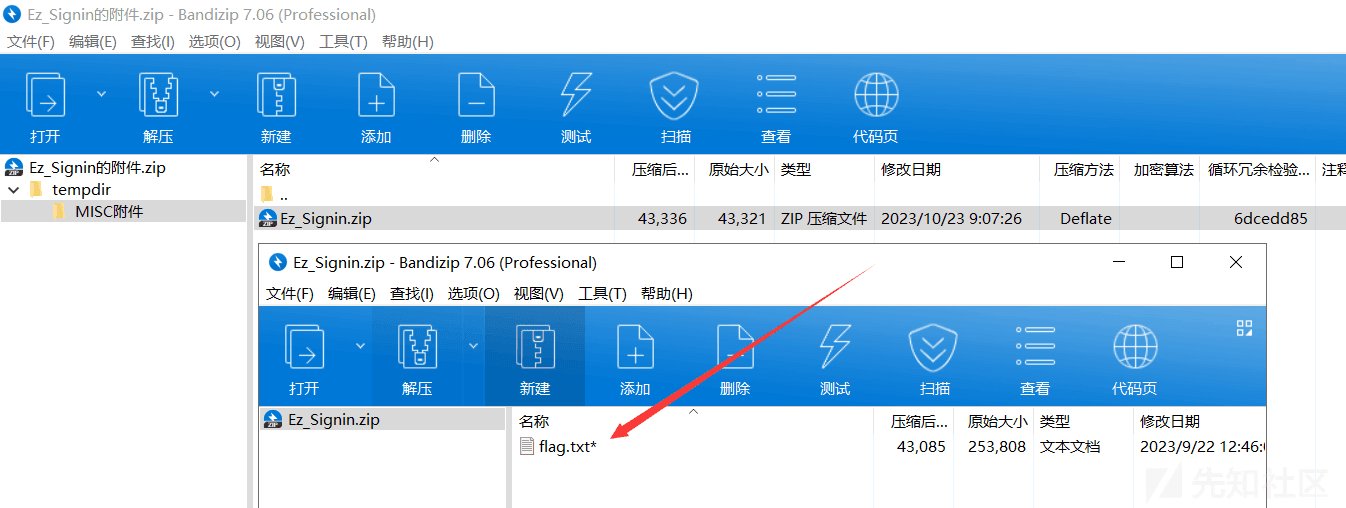 Ez_Signin的附件.zip - Bandizip 7.06 (Professional)
文件(F) 编辑(E) 查找(I) 选项(O) 视图(V) 工具(T) 帮助(H)
打开 解压 新建 添加 删除 测试 扫描 查看 代码页
Ez_Signin的附件.zip
tempdir
MISC附件
名称 压缩后... 原始大小 类型 修改日期 压缩方法 加密算法 循环冗余检验... 注释
..
Ez_Signin.zip 43,336 43,321 ZIP 压缩文件 2023/10/23 9:07:26 Deflate 6dcedd85
Ez_Signin.zip - Bandizip 7.06 (Professional)
文件(F) 编辑(E) 查找(I) 选项(O) 视图(V) 工具(T) 帮助(H)
打开 解压 新建 添加 删除 测试 扫描 查看 代码页
Ez_Signin.zip
名称 压缩后... 原始大小 类型 修改日期
flag.txt* 43,085 253,808 文本文档 2023/9/22 12:46:0
先知社区